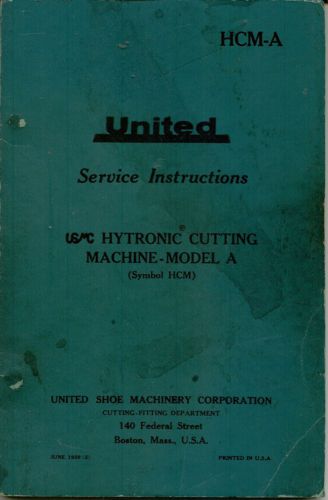 HCM-A
United
Service Instructions
USMC HYTRONIC CUTTING
MACHINE-MODEL A
(Symbol HCM)
UNITED SHOE MACHINERY CORPORATION
CUTTING-FITTING DEPARTMENT
140 Federal Street
Boston, Mass., U.S.A.
JUNE
PRINTED IN U.S.A.